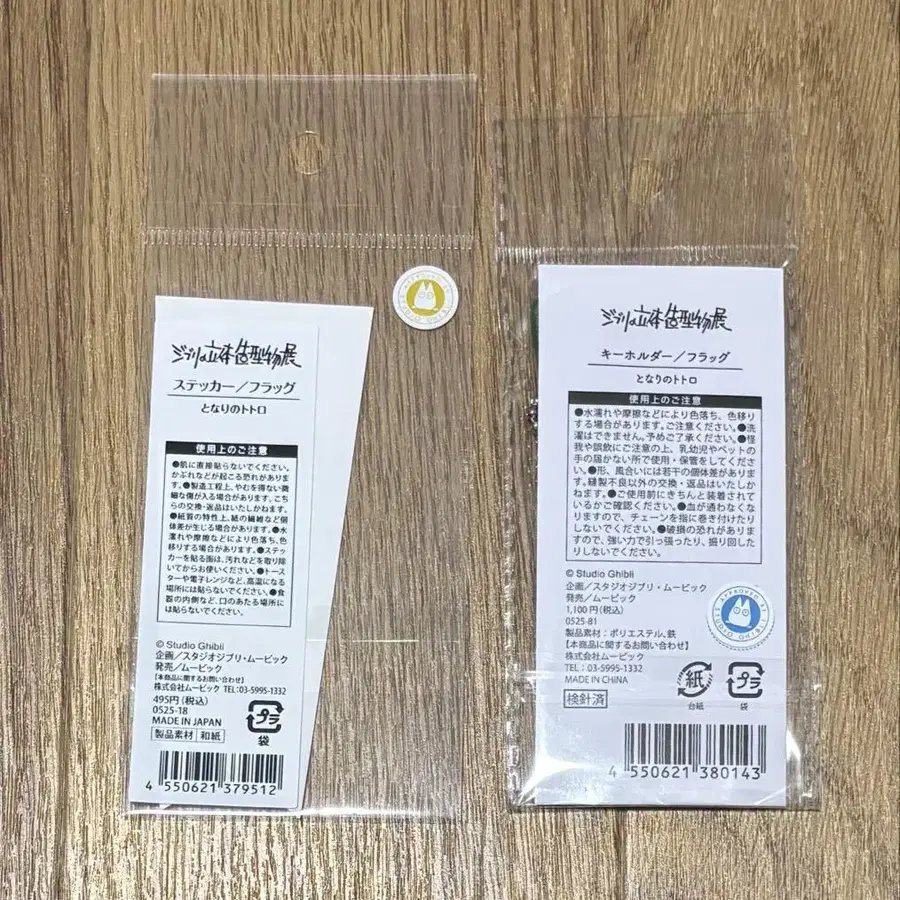 ジブリの立体造型物展
ステッカー／フラッグ
となりのトトロ
使用上のご注意
●肌に直接貼らないでください。
かぶれなどが起こる恐れがありま
す。●製造工程上、やむを得ない微
細な傷が入る場合があります。こち
らの交換・返品はいたしかねます。
●紙質の特性上、紙の繊維など個
体差が生じる場合があります。●水
濡れや摩擦などにより色落ち、色移
りする場合があります。●ステッ
カーを貼る面は、汚れなどを取り除
いてからお使いください。●トース
ターや電子レンジなど、高温になる
場所には貼らないでください。●食
器の内側など、口のあたる場所に
は貼らないでください。
© Studio Ghibli
企画／スタジオジブリ・ムービック
発売／ムービック
【本商品に関するお問い合わせ】
株式会社ムービック TEL:03-5995-1332
495円(税込)
0525-18
MADE IN JAPAN
製品素材 和紙
プラ
袋
4 550621 379512
ジブリの立体造型物展
キーホルダー／フラッグ
となりのトトロ
使用上のご注意
●水濡れや摩擦などにより色落ち、色移り
する場合があります。ご注意ください。●洗
濯はできません。予めご了承ください。●怪
我や誤飲にご注意の上、乳幼児やペットの
手の届かない所で使用・保管をしてくださ
い。●形、風合いには若干の個体差がありま
す。縫製不良以外の交換・返品はいたしか
ねます。●ご使用前にきちんと装着されて
いるかご確認ください。●血が通わなくな
りますので、チェーンを指に巻き付けたり
しないでください。●破損の恐れがありま
すので、強い力で引っ張ったり、振り回した
りしないでください。
© Studio Ghibli
企画／スタジオジブリ・ムービック
発売／ムービック
1,100円(税込)
0525-81
製品素材：ポリエステル、鉄
【本商品に関するお問い合わせ】
株式会社ムービック
TEL：03-5995-1332
MADE IN CHINA
検針済
APPROVED BY
STUDIO GHIBLI
紙
台紙
プラ
袋
4 550621 380143